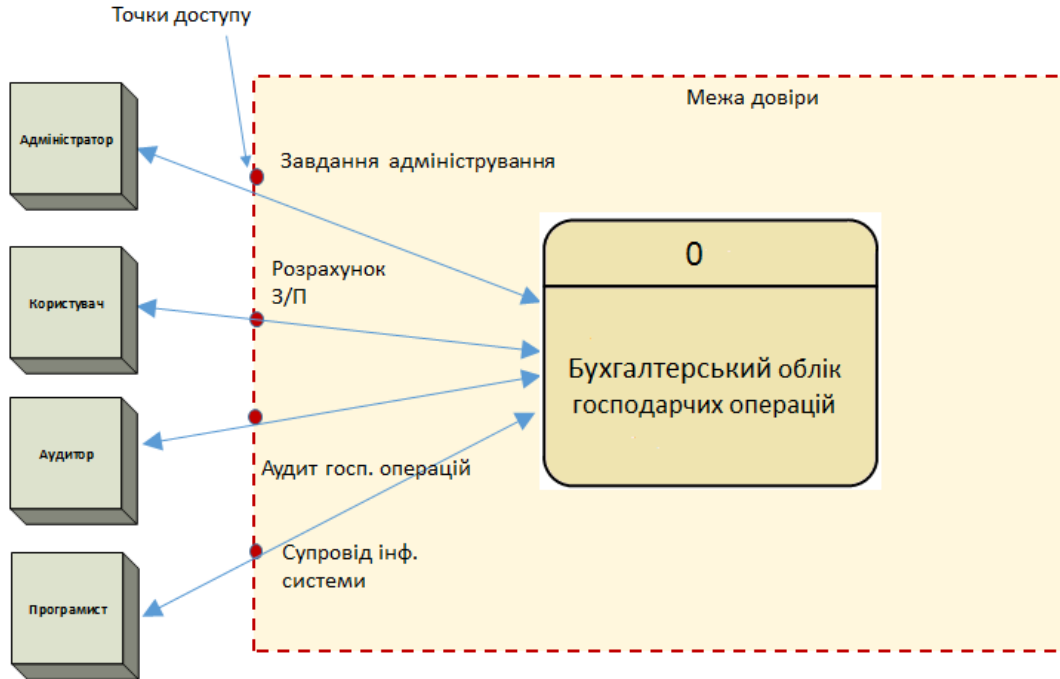 Точки доступу
Межа довіри
Адміністратор
Завдання адміністрування
Користувач
Розрахунок
З/П
0
Бухгалтерський облік
господарчих операцій
Аудитор
Аудит госп. операцій
Програмист
Супровід інф.
системи